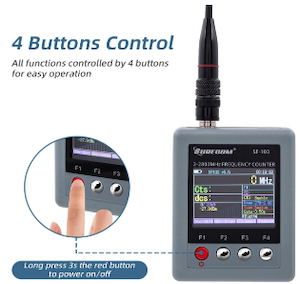 4 Buttons Control
All functions controlled by 4 buttons
for easy operation
SURECOM
SF-103
2-2800MHz FREQUENCY COUNTER
0 MHz
Cts:
dcs:
F1 F2 F3 F4
F1 F2 F3
Long press 3s the red button
to power on/off